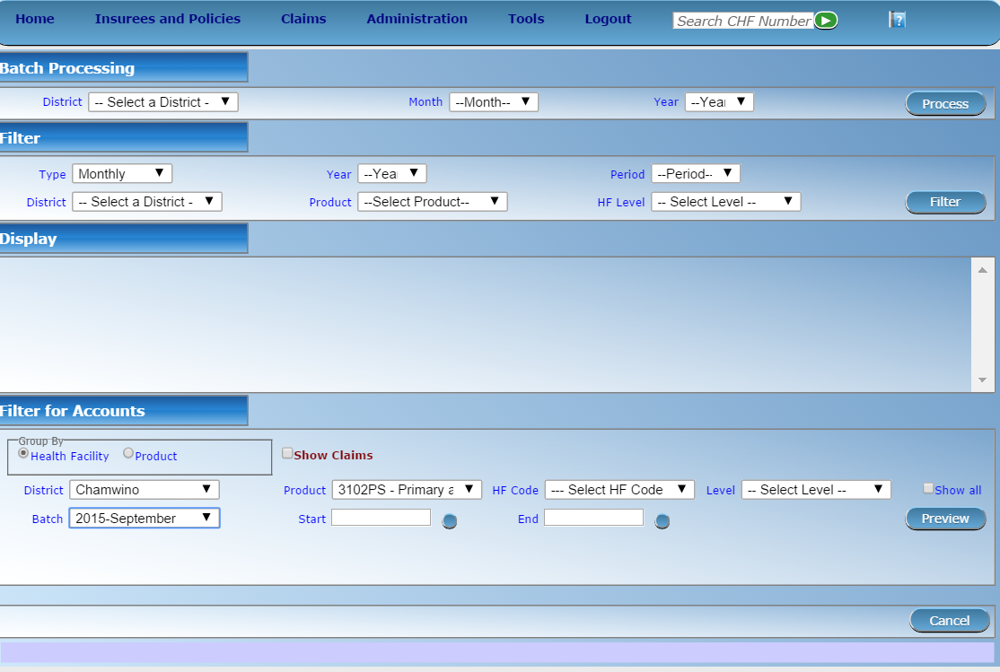 Home Insurees and Policies Claims Administration Tools Logout Search CHF Number ?
Batch Processing
District -- Select a District - Month --Month-- Year --Yea Process
Filter
Type Monthly Year --Yea Period --Period--
District -- Select a District - Product --Select Product-- HF Level -- Select Level -- Filter
Display
Filter for Accounts
Group By
Health Facility Product Show Claims
District Chamwino Product 3102PS - Primary a HF Code --- Select HF Code Level -- Select Level -- Show all
Batch 2015-September Start End Preview
Cancel